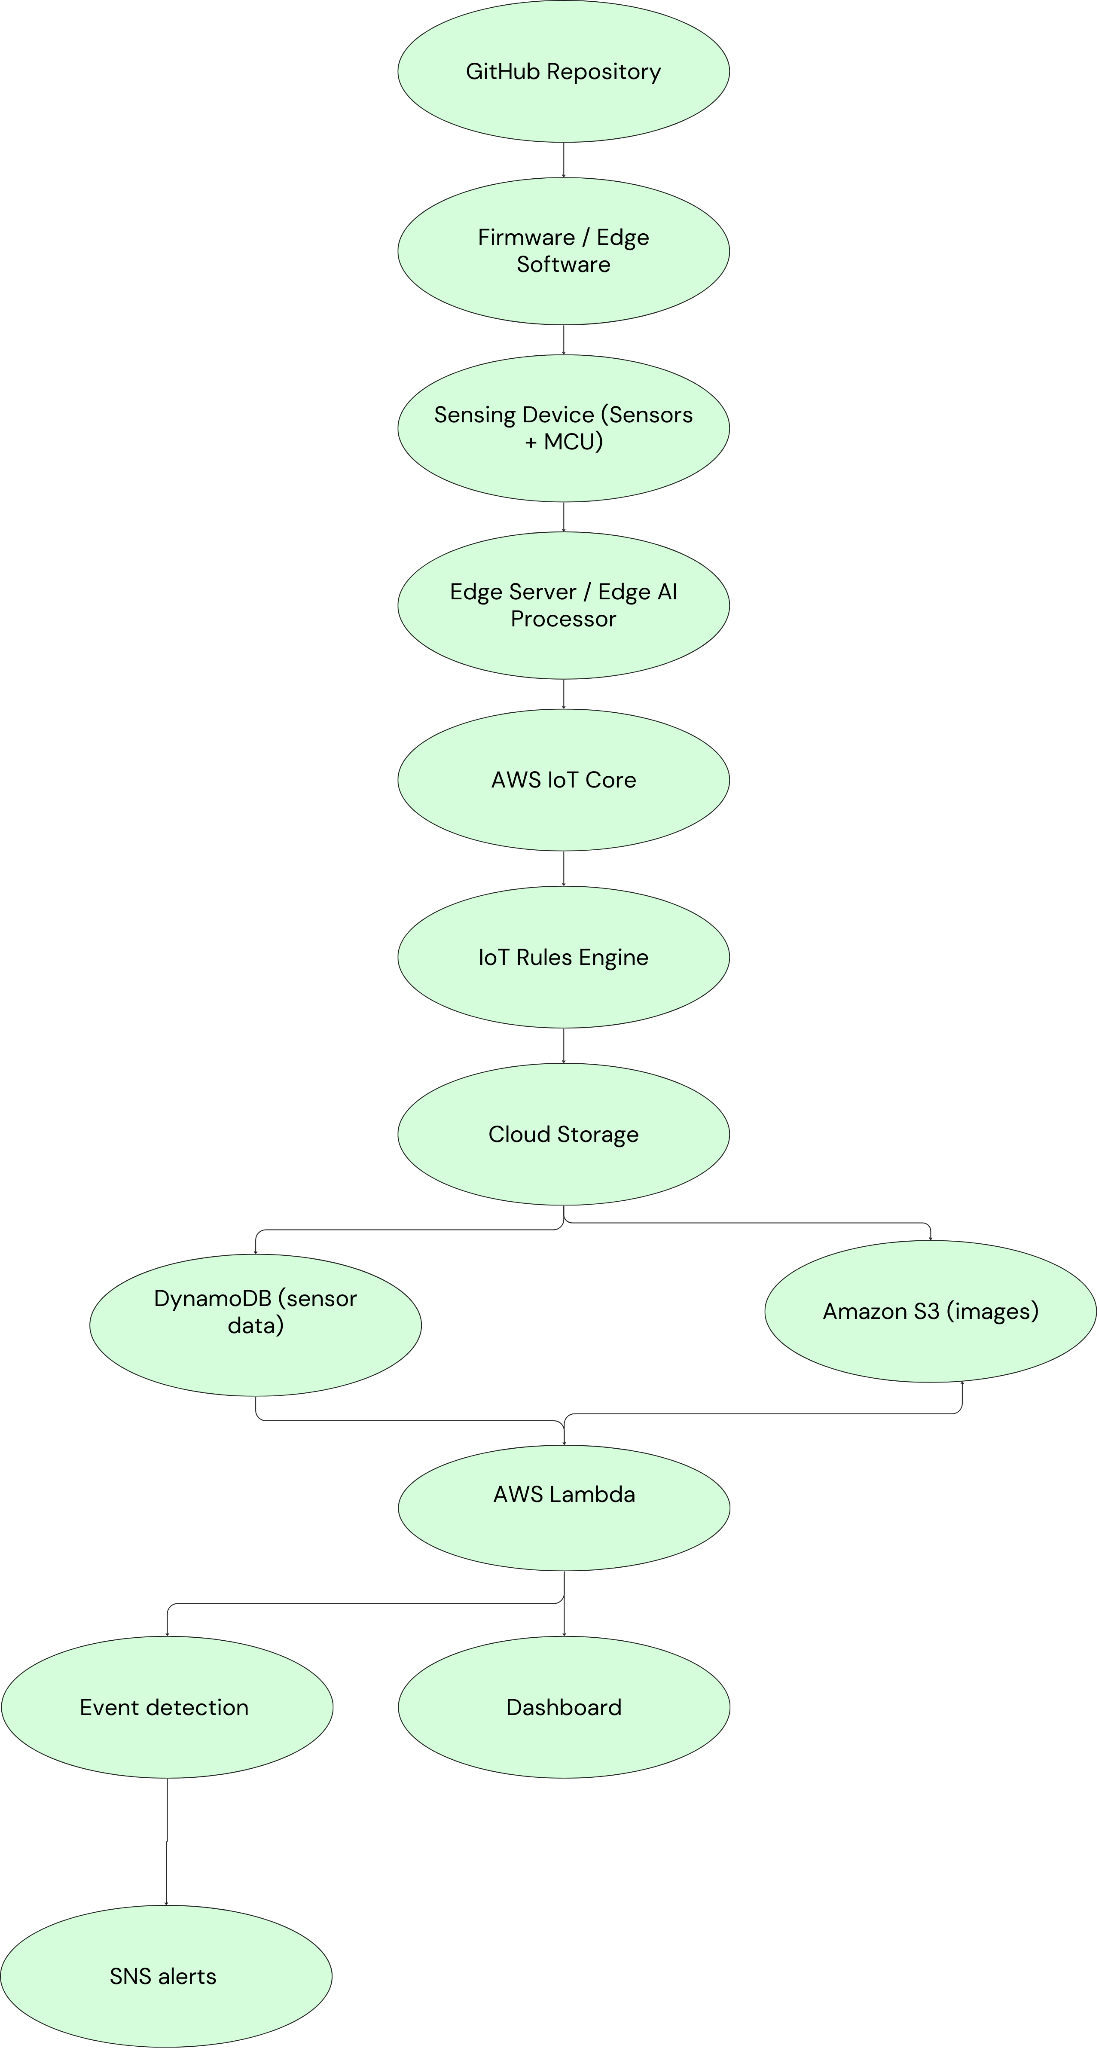 GitHub Repository
Firmware / Edge
Software
Sensing Device (Sensors
+ MCU)
Edge Server / Edge AI
Processor
AWS IoT Core
IoT Rules Engine
Cloud Storage
DynamoDB (sensor
data)
Amazon S3 (images)
AWS Lambda
Event detection
Dashboard
SNS alerts